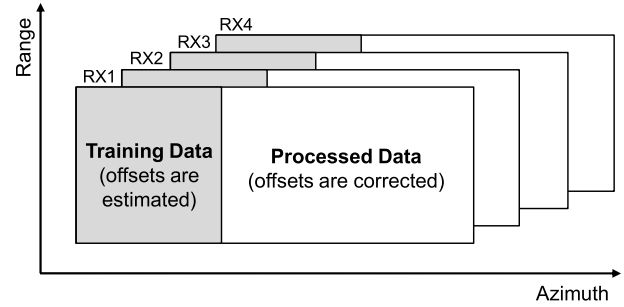 Range
RX4
RX3
RX2
RX1
Training Data
(offsets are
estimated)
Processed Data
(offsets are corrected)
Azimuth